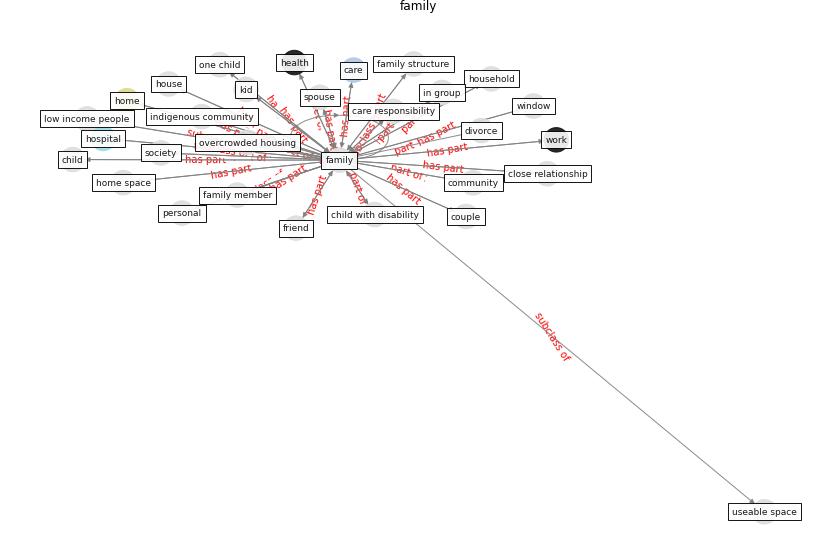 family
one child
health
care
family structure
household
house
kid
spouse
in group
home
care responsibility
window
low income people
indigenous community
divorce
hospital
overcrowded housing
work
child
society
family
home space
community
close relationship
family member
personal
friend
child with disability
couple
has part
has part
has part
has part
has part
has part
has part
has part
has part
has part
part of
part of
subclass of
useable space